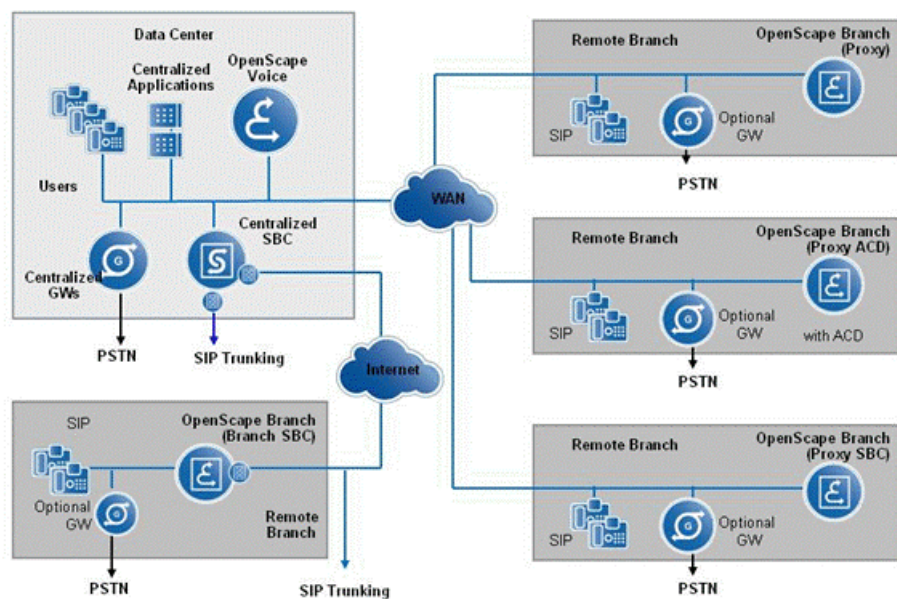 Data Center
Centralized
Applications
OpenScape
Voice
Users
Centralized
SBC
Centralized
GWs
G
PSTN
SIP Trunking
WAN
Internet
Remote Branch
OpenScape Branch
(Proxy)
SIP
G
Optional
GW
PSTN
Remote Branch
OpenScape Branch
(Proxy ACD)
SIP
G
Optional
GW
with ACD
PSTN
Remote Branch
OpenScape Branch
(Proxy SBC)
SIP
G
Optional
GW
PSTN
SIP
OpenScape Branch
(Branch SBC)
Optional
GW
G
Remote
Branch
PSTN
SIP Trunking